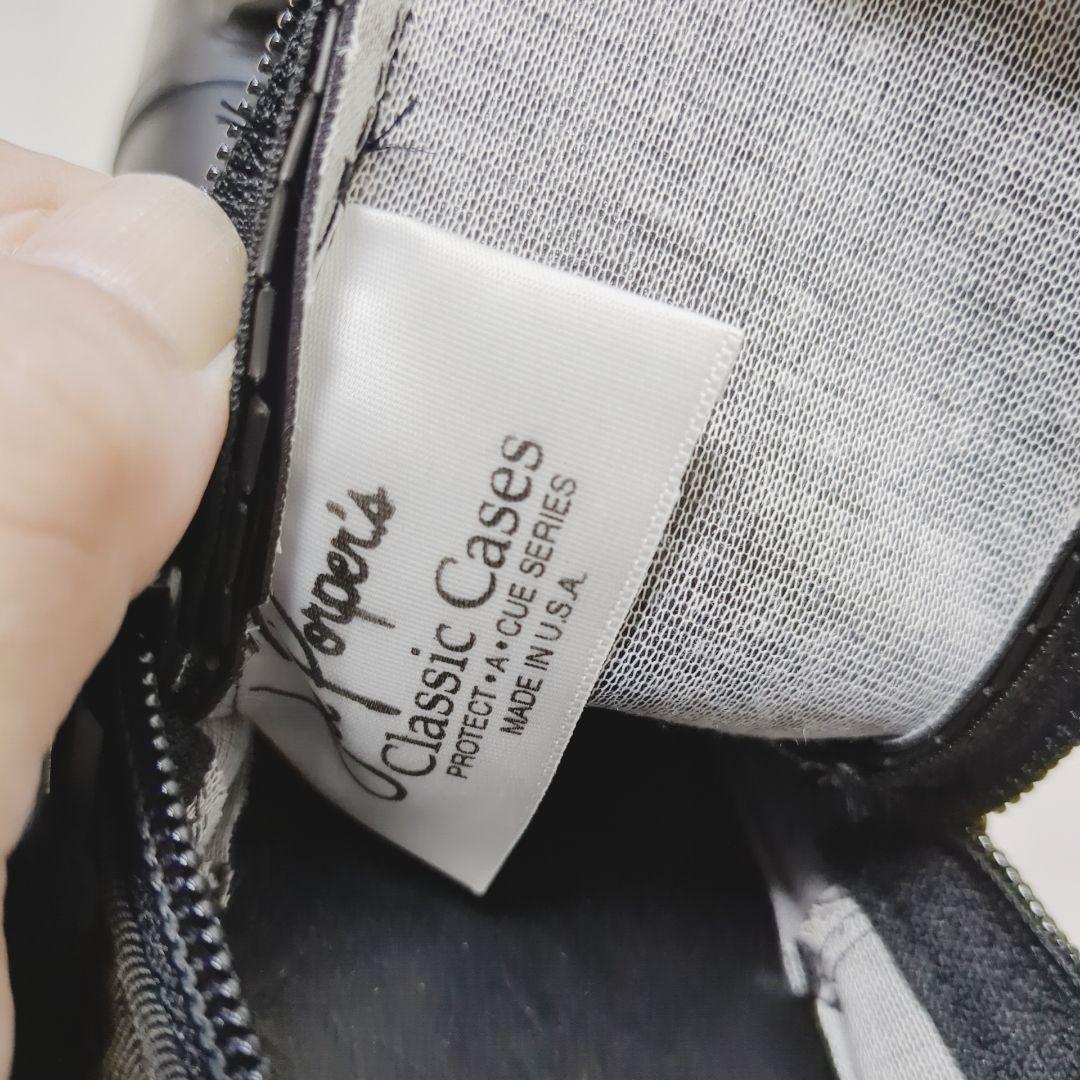 Porper's
Classic Cases
PROTECT•A•CUE SERIES
MADE IN U.S.A.